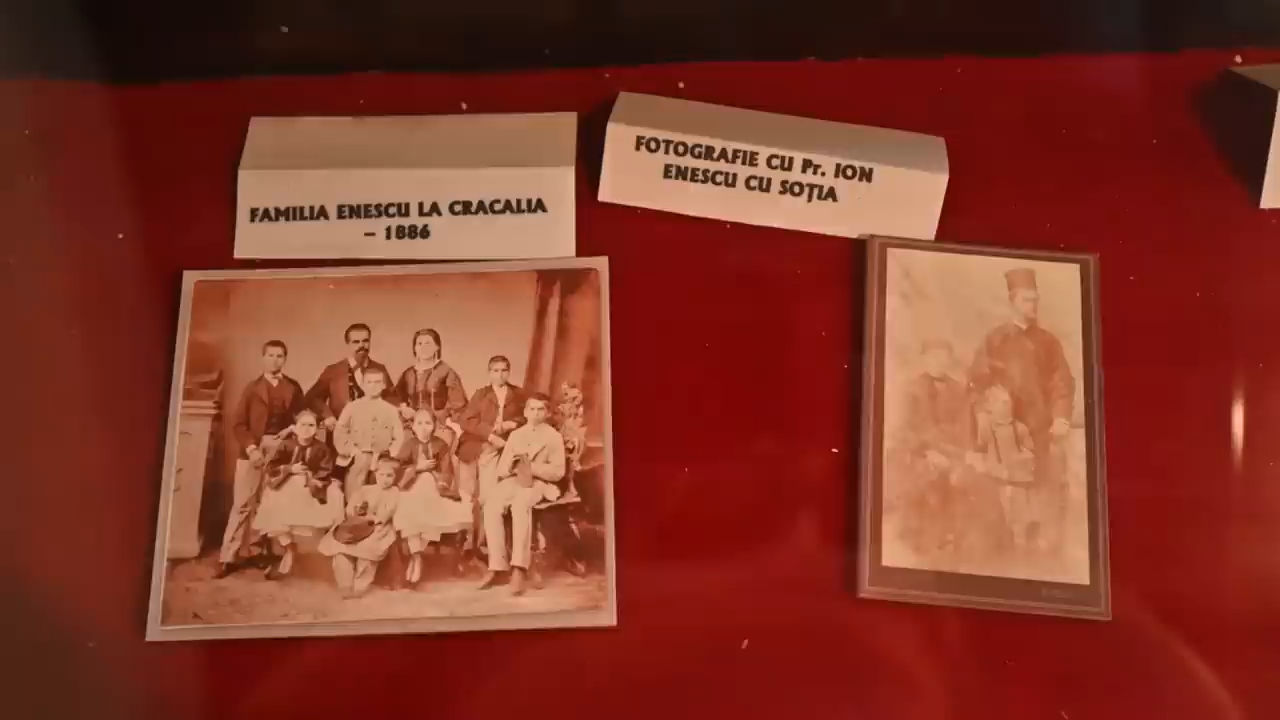 FAMILIA ENESCU LA CRACALIA
– 1886
FOTOGRAFIE CU Pr. ION
ENESCU CU SOȚIA